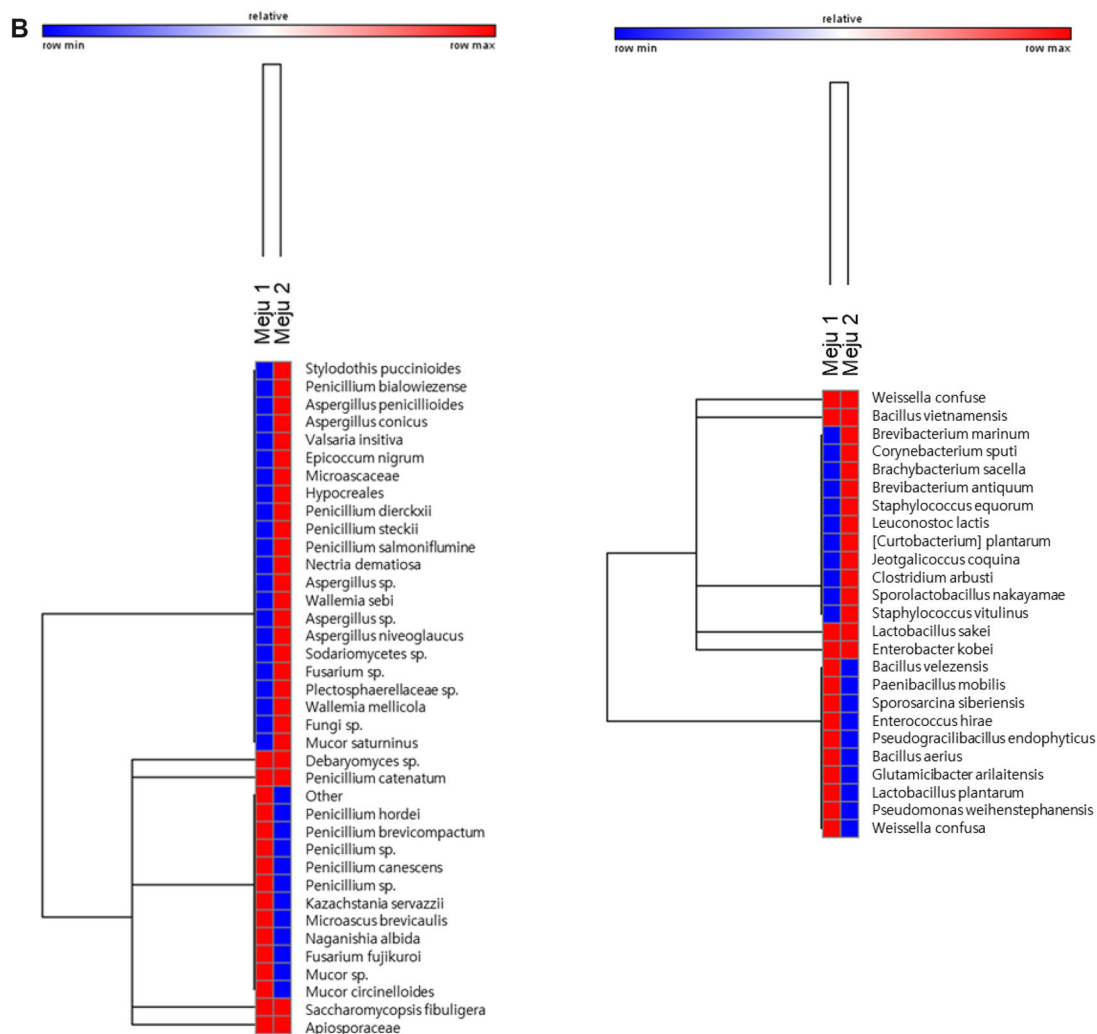 B
relative
row min
row max
Meju 1
Meju 2
Stylodothis puccinioides
Penicillium bialowiezense
Aspergillus penicillioides
Aspergillus conicus
Valsaria insitiva
Epicoccum nigrum
Microascaceae
Hypocreales
Penicillium dierckxii
Penicillium steckii
Penicillium salmoniflumine
Nectria dematiosa
Aspergillus sp.
Wallemia sebi
Aspergillus sp.
Aspergillus niveoglaucus
Sodariomycetes sp.
Fusarium sp.
Plectosphaerellaceae sp.
Wallemia mellicola
Fungi sp.
Mucor saturninus
Debaryomyces sp.
Penicillium catenatum
Other
Penicillium hordei
Penicillium brevicompactum
Penicillium sp.
Penicillium canescens
Penicillium sp.
Kazachstania servazzii
Microascus brevicaulis
Naganishia albida
Fusarium fujikuroi
Mucor sp.
Mucor circinelloides
Saccharomycopsis fibuligera
Apiosporaceae
relative
row min
row max
Meju 1
Meju 2
Weissella confuse
Bacillus vietnamensis
Brevibacterium marinum
Corynebacterium sputi
Brachybacterium sacella
Brevibacterium antiquum
Staphylococcus equorum
Leuconostoc lactis
[Curtobacterium] plantarum
Jeotgalicoccus coquina
Clostridium arbusti
Sporolactobacillus nakayamae
Staphylococcus vitulinus
Lactobacillus sakei
Enterobacter kobei
Bacillus velezensis
Paenibacillus mobilis
Sporosarcina siberiensis
Enterococcus hirae
Pseudogracilibacillus endophyticus
Bacillus aerius
Glutamicibacter arilaitensis
Lactobacillus plantarum
Pseudomonas weihenstephanensis
Weissella confusa